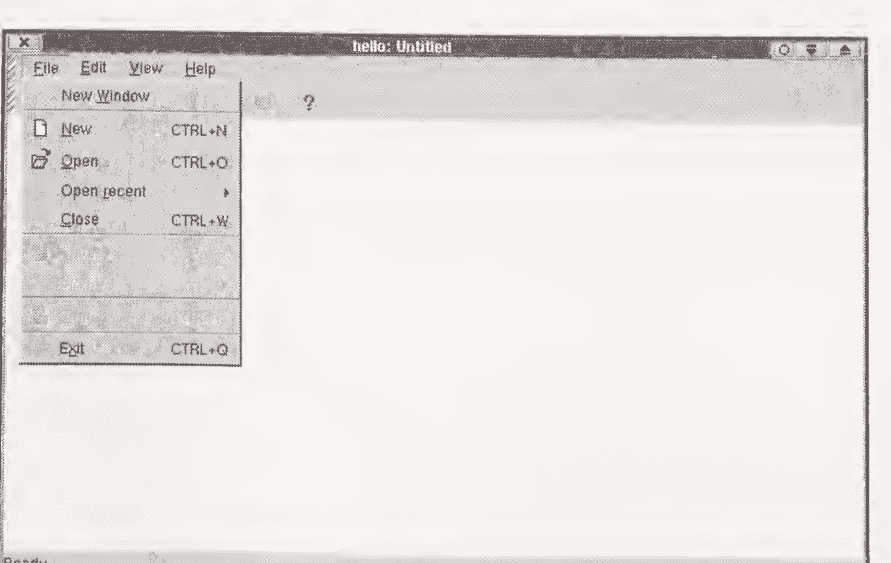 hello: Untitled
File Edit View Help
New Window
?
New CTRL+N
Open CTRL+O
Open recent
Close CTRL+W
Exit CTRL+Q
Ready